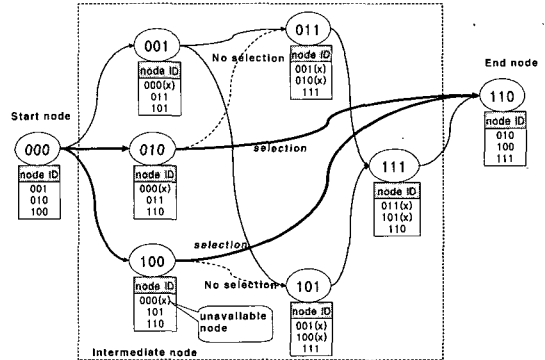 Start node
000
node ID
001
010
100
001
node ID
000(x)
011
101
010
node ID
000(x)
011
110
100
node ID
000(x)
101
110
unavailable
node
Intermediate node
No selection
selection
selection
No selection
011
node ID
001(x)
010(x)
111
101
node ID
001(x)
100(x)
111
111
node ID
011(x)
101(x)
110
End node
110
node ID
010
100
111